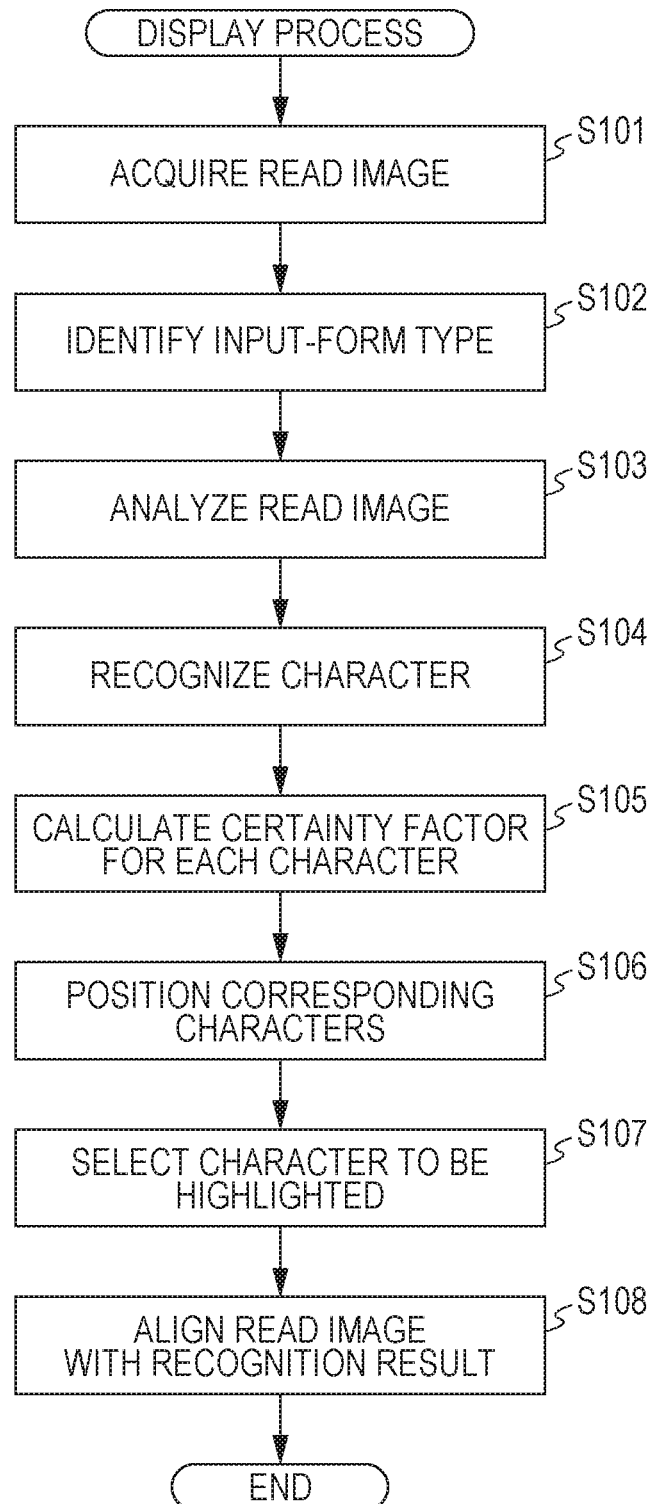 DISPLAY PROCESS
S101
ACQUIRE READ IMAGE
S102
IDENTIFY INPUT-FORM TYPE
S103
ANALYZE READ IMAGE
S104
RECOGNIZE CHARACTER
S105
CALCULATE CERTAINTY FACTOR
FOR EACH CHARACTER
S106
POSITION CORRESPONDING
CHARACTERS
S107
SELECT CHARACTER TO BE
HIGHLIGHTED
S108
ALIGN READ IMAGE
WITH RECOGNITION RESULT
END